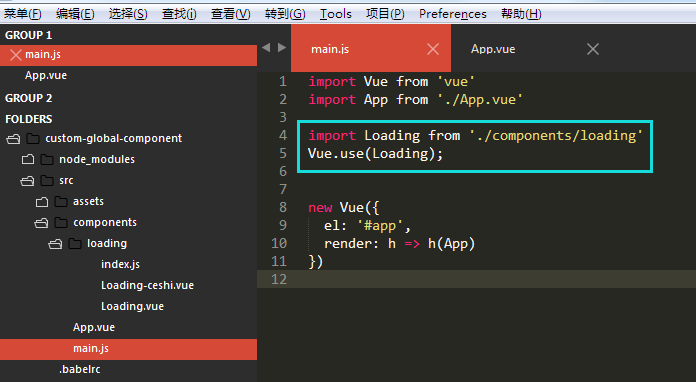 菜单(F) 编辑(E) 选择(S) 查找(i) 查看(V) 转到(G) Tools 项目(P) Preferences 帮助(H)
GROUP 1
main.js
App.vue
GROUP 2
FOLDERS
custom-global-component
node_modules
src
assets
components
loading
index.js
Loading-ceshi.vue
Loading.vue
App.vue
main.js
.babelrc
main.js App.vue
1 import Vue from 'vue'
2 import App from './App.vue'
3
4 import Loading from './components/loading'
5 Vue.use(Loading);
6
7
8 new Vue({
9   el: '#app',
10   render: h => h(App)
11 })
12